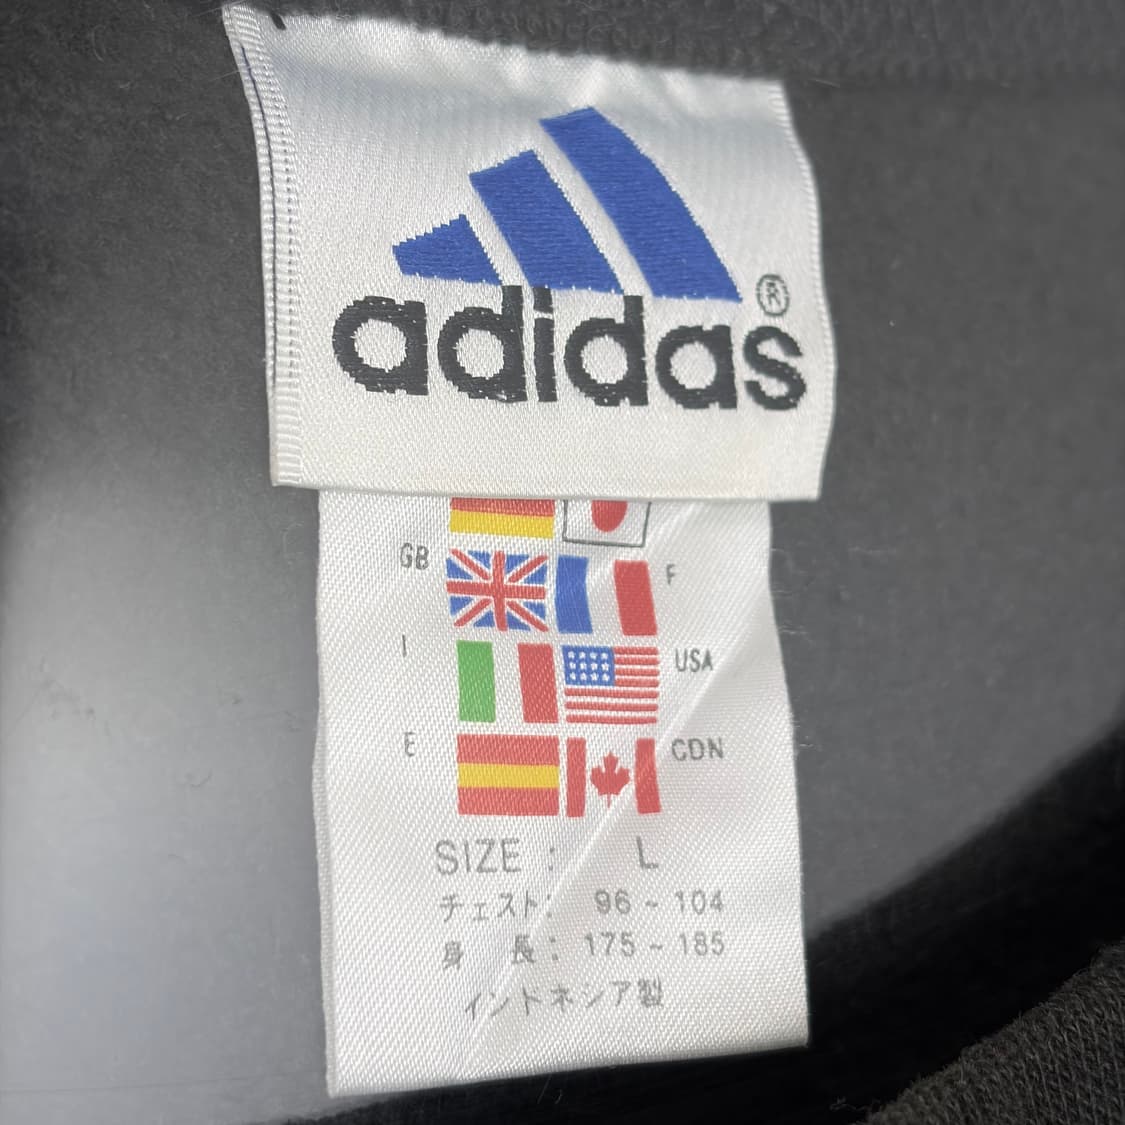 adidas®
GB F
I USA
E CDN
SIZE : L
チェスト: 96 ~ 104
身 長: 175 ~ 185
インドネシア製